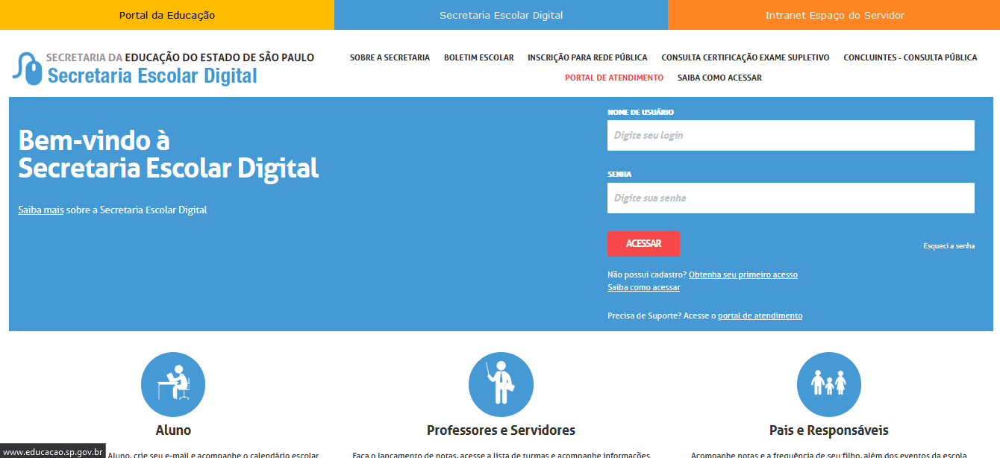 Portal da Educação
Secretaria Escolar Digital
Intranet Espaço do Servidor
SECRETARIA DA EDUCAÇÃO DO ESTADO DE SÃO PAULO
Secretaria Escolar Digital
SOBRE A SECRETARIA
BOLETIM ESCOLAR
INSCRIÇÃO PARA REDE PÚBLICA
CONSULTA CERTIFICAÇÃO EXAME SUPLETIVO
CONCLUINTES - CONSULTA PÚBLICA
PORTAL DE ATENDIMENTO
SAIBA COMO ACESSAR
Bem-vindo à
Secretaria Escolar Digital
Saiba mais sobre a Secretaria Escolar Digital
NOME DE USUÁRIO
Digite seu login
SENHA
Digite sua senha
ACESSAR
Esqueci a senha
Não possui cadastro? Obtenha seu primeiro acesso
Saiba como acessar
Precisa de Suporte? Acesse o portal de atendimento
Aluno
Professores e Servidores
Pais e Responsáveis
Aluno, crie seu e-mail e acompanhe o calendário escolar
Faça o lançamento de notas, acesse a lista de turmas e acompanhe informações
Acompanhe notas e a frequência de seu filho, além dos eventos da escola
www.educacao.sp.gov.br